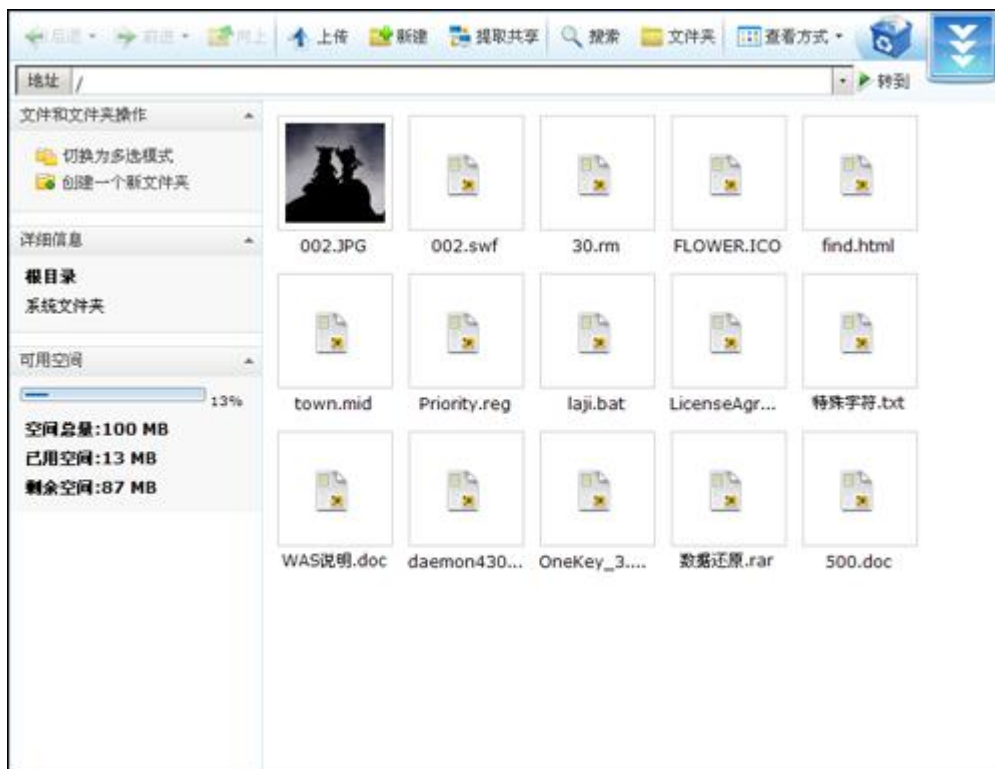 后退 前进 向上 上传 新建 提取共享 搜索 文件夹 查看方式
地址 / 转到
文件和文件夹操作
切换为多选模式
创建一个新文件夹
详细信息
根目录
系统文件夹
可用空间
13%
空间总量:100 MB
已用空间:13 MB
剩余空间:87 MB
002.JPG 002.swf 30.rm FLOWER.ICO find.html
town.mid Priority.reg laji.bat LicenseAgr... 特殊字符.txt
WAS说明.doc daemon430... OneKey_3.... 数据还原.rar 500.doc